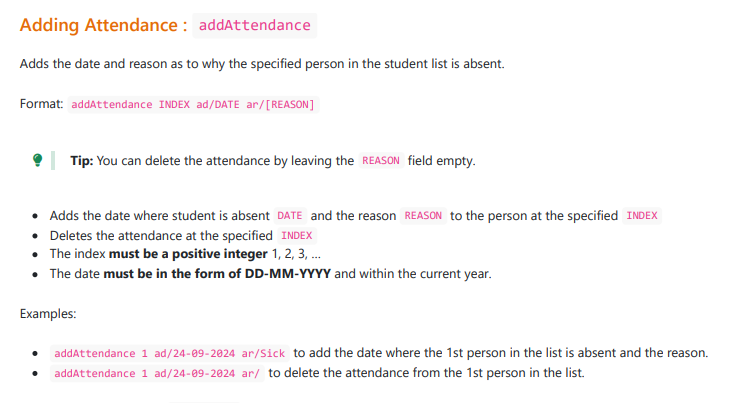 Adding Attendance : addAttendance
Adds the date and reason as to why the specified person in the student list is absent.
Format: addAttendance INDEX ad/DATE ar/[REASON]
Tip: You can delete the attendance by leaving the REASON field empty.
• Adds the date where student is absent DATE and the reason REASON to the person at the specified INDEX
• Deletes the attendance at the specified INDEX
• The index must be a positive integer 1, 2, 3, ...
• The date must be in the form of DD-MM-YYYY and within the current year.
Examples:
• addAttendance 1 ad/24-09-2024 ar/Sick to add the date where the 1st person in the list is absent and the reason.
• addAttendance 1 ad/24-09-2024 ar/ to delete the attendance from the 1st person in the list.